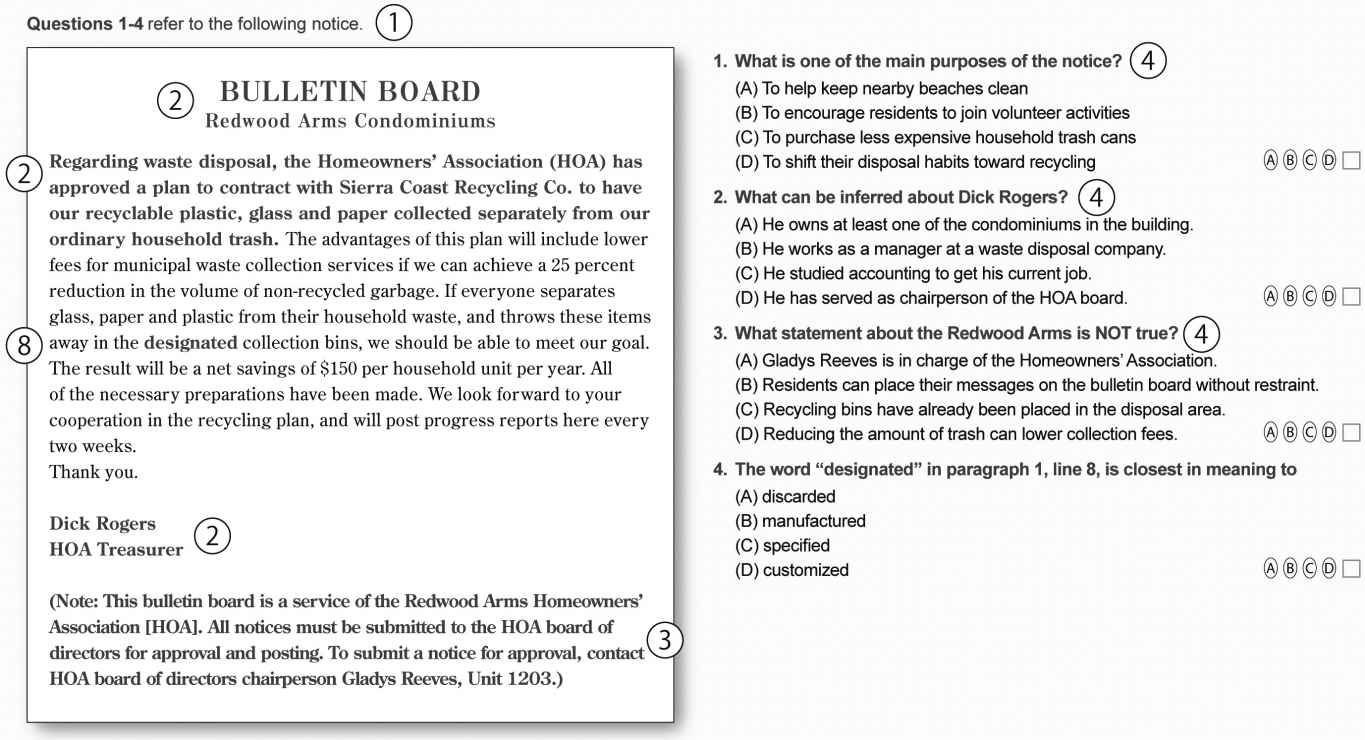 Questions 1-4 refer to the following notice. 1
2 BULLETIN BOARD
Redwood Arms Condominiums
2 Regarding waste disposal, the Homeowners' Association (HOA) has
approved a plan to contract with Sierra Coast Recycling Co. to have
our recyclable plastic, glass and paper collected separately from our
ordinary household trash. The advantages of this plan will include lower
fees for municipal waste collection services if we can achieve a 25 percent
reduction in the volume of non-recycled garbage. If everyone separates
glass, paper and plastic from their household waste, and throws these items
8 away in the designated collection bins, we should be able to meet our goal.
The result will be a net savings of $150 per household unit per year. All
of the necessary preparations have been made. We look forward to your
cooperation in the recycling plan, and will post progress reports here every
two weeks.
Thank you.
Dick Rogers
HOA Treasurer 2
(Note: This bulletin board is a service of the Redwood Arms Homeowners'
Association [HOA]. All notices must be submitted to the HOA board of
directors for approval and posting. To submit a notice for approval, contact 3
HOA board of directors chairperson Gladys Reeves, Unit 1203.)
1. What is one of the main purposes of the notice? 4
(A) To help keep nearby beaches clean
(B) To encourage residents to join volunteer activities
(C) To purchase less expensive household trash cans
(D) To shift their disposal habits toward recycling A B C D
2. What can be inferred about Dick Rogers? 4
(A) He owns at least one of the condominiums in the building.
(B) He works as a manager at a waste disposal company.
(C) He studied accounting to get his current job.
(D) He has served as chairperson of the HOA board. A B C D
3. What statement about the Redwood Arms is NOT true? 4
(A) Gladys Reeves is in charge of the Homeowners' Association.
(B) Residents can place their messages on the bulletin board without restraint.
(C) Recycling bins have already been placed in the disposal area.
(D) Reducing the amount of trash can lower collection fees. A B C D
4. The word “designated” in paragraph 1, line 8, is closest in meaning to
(A) discarded
(B) manufactured
(C) specified
(D) customized A B C D